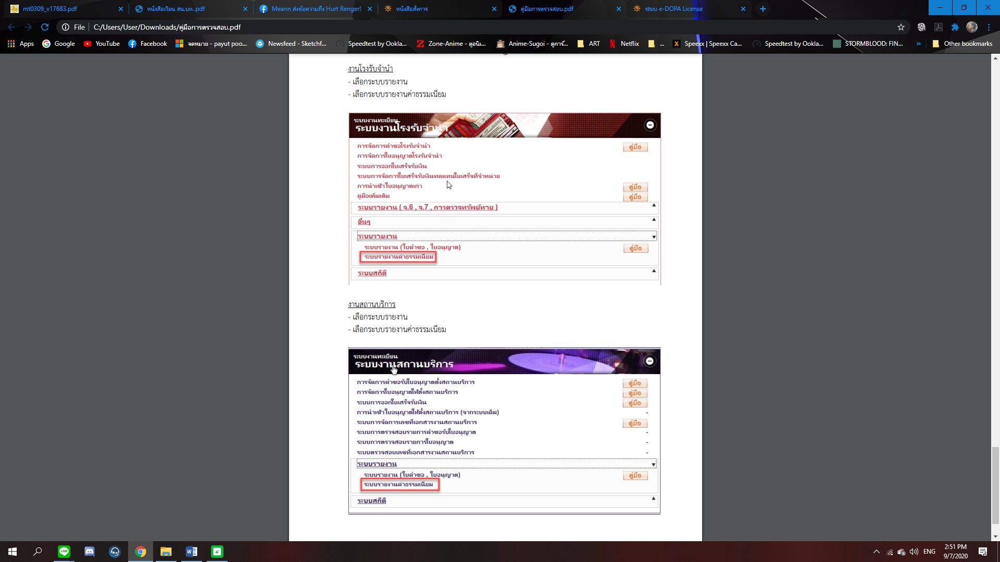 mt0309_v17683.pdf
หนังสือเวียน สน.บท..pdf
Meann ส่งข้อความถึง Hurt Renger!
หนังสือสั่งการ
คู่มือการตรวจสอบ.pdf
ระบบ e-DOPA License
File
C:/Users/User/Downloads/คู่มือการตรวจสอบ.pdf
Apps
Google
YouTube
Facebook
จดหมาย - payut poo...
Newsfeed - Sketchf...
Speedtest by Ookla...
Zone-Anime - ดูอนิเ...
Anime-Sugoi - ดูการ์...
ART
Netflix
...
Speexx | Speexx Ca...
Speedtest by Ookla...
STORMBLOOD: FIN...
»
Other bookmarks
งานโรงรับจำนำ
- เลือกระบบรายงาน
- เลือกระบบรายงานค่าธรรมเนียม
ระบบงานทะเบียน
ระบบงานโรงรับจำนำ
การจัดการคำขอโรงรับจำนำ
คู่มือ
การจัดการใบอนุญาตโรงรับจำนำ
ระบบการออกใบเสร็จรับเงิน
ระบบการจัดการใบเสร็จรับเงินทดแทนใบเสร็จที่จำหน่าย
การนำเข้าใบอนุญาตเก่า
คู่มือ
คู่มือเพิ่มเติม
คู่มือ
ระบบรายงาน ( จ.6 , จ.7 , การตรวจทรัพย์หาย )
อื่นๆ
ระบบรายงาน
ระบบรายงาน (ใบคำขอ , ใบอนุญาต)
คู่มือ
ระบบรายงานค่าธรรมเนียม
ระบบสถิติ
งานสถานบริการ
- เลือกระบบรายงาน
- เลือกระบบรายงานค่าธรรมเนียม
ระบบงานทะเบียน
ระบบงานสถานบริการ
การจัดการคำขอรับใบอนุญาตตั้งสถานบริการ
คู่มือ
การจัดการใบอนุญาตให้ตั้งสถานบริการ
คู่มือ
ระบบการออกใบเสร็จรับเงิน
คู่มือ
การนำเข้าใบอนุญาตให้ตั้งสถานบริการ (จากระบบเดิม)
-
ระบบการจัดการเลขที่เอกสารงานสถานบริการ
คู่มือ
ระบบการตรวจสอบรายการคำขอรับใบอนุญาต
-
ระบบการตรวจสอบรายการใบอนุญาต
-
ระบบตรวจสอบเลขที่เอกสารงานสถานบริการ
-
ระบบรายงาน
ระบบรายงาน (ใบคำขอ , ใบอนุญาต)
คู่มือ
ระบบรายงานค่าธรรมเนียม
ระบบสถิติ
ENG
2:51 PM
9/7/2020